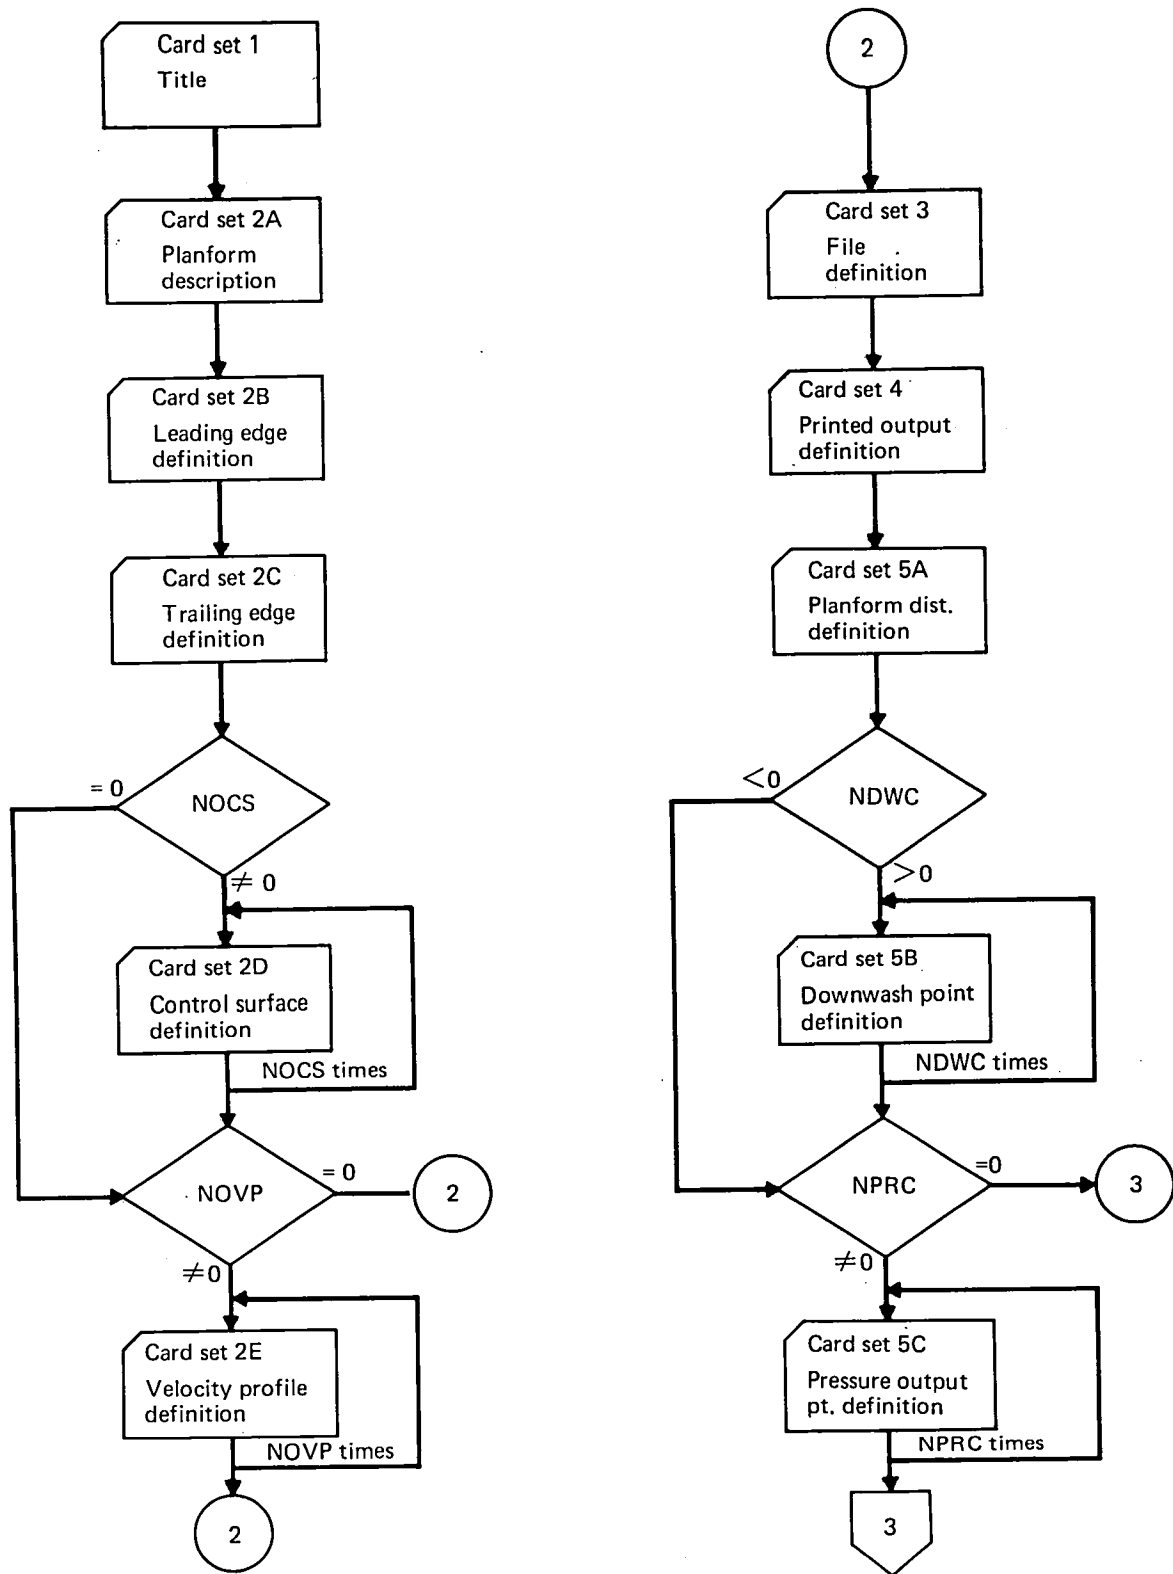 Card set 1
Title
Card set 2A
Planform
description
Card set 2B
Leading edge
definition
Card set 2C
Trailing edge
definition
= 0
NOCS
≠ 0
Card set 2D
Control surface
definition
NOCS times
NOVP
= 0
2
≠0
Card set 2E
Velocity profile
definition
NOVP times
2
2
Card set 3
File
definition
Card set 4
Printed output
definition
Card set 5A
Planform dist.
definition
<0
NDWC
>0
Card set 5B
Downwash point
definition
NDWC times
NPRC
=0
3
≠0
Card set 5C
Pressure output
pt. definition
NPRC times
3